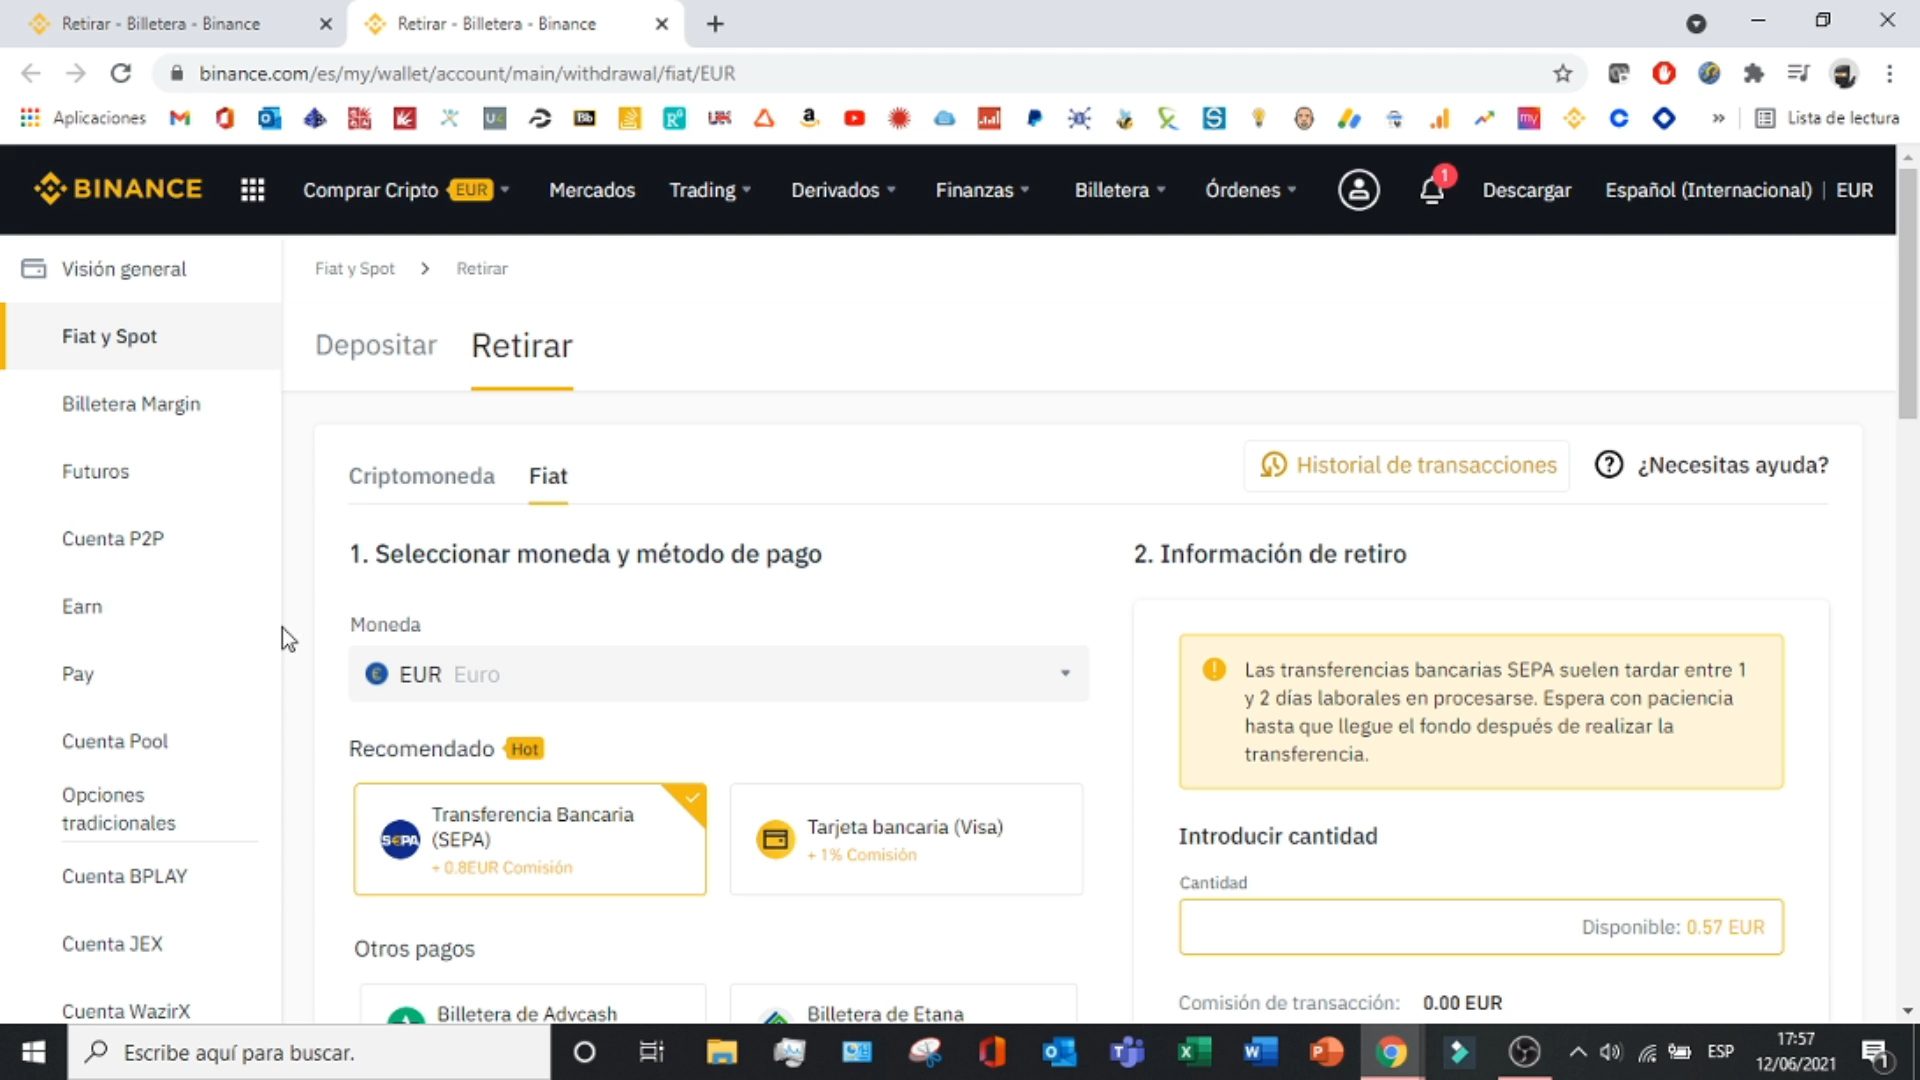 Retirar - Billetera - Binance
Retirar - Billetera - Binance
binance.com/es/my/wallet/account/main/withdrawal/fiat/EUR
Aplicaciones
Bb
UK
my
Lista de lectura
BINANCE
Comprar Cripto EUR
Mercados
Trading
Derivados
Finanzas
Billetera
Órdenes
1
Descargar
Español (Internacional) | EUR
Visión general
Fiat y Spot
Billetera Margin
Futuros
Cuenta P2P
Earn
Pay
Cuenta Pool
Opciones
tradicionales
Cuenta BPLAY
Cuenta JEX
Cuenta WazirX
Fiat y Spot > Retirar
Depositar Retirar
Criptomoneda Fiat
Historial de transacciones
¿Necesitas ayuda?
1. Seleccionar moneda y método de pago
Moneda
EUR Euro
Recomendado Hot
SEPA
Transferencia Bancaria
(SEPA)
+ 0.8EUR Comisión
Tarjeta bancaria (Visa)
+ 1% Comisión
Otros pagos
Billetera de Advcash
Billetera de Etana
2. Información de retiro
Las transferencias bancarias SEPA suelen tardar entre 1
y 2 días laborales en procesarse. Espera con paciencia
hasta que llegue el fondo después de realizar la
transferencia.
Introducir cantidad
Cantidad
Disponible: 0.57 EUR
Comisión de transacción: 0.00 EUR
Escribe aquí para buscar.
ESP
17:57
12/06/2021
1